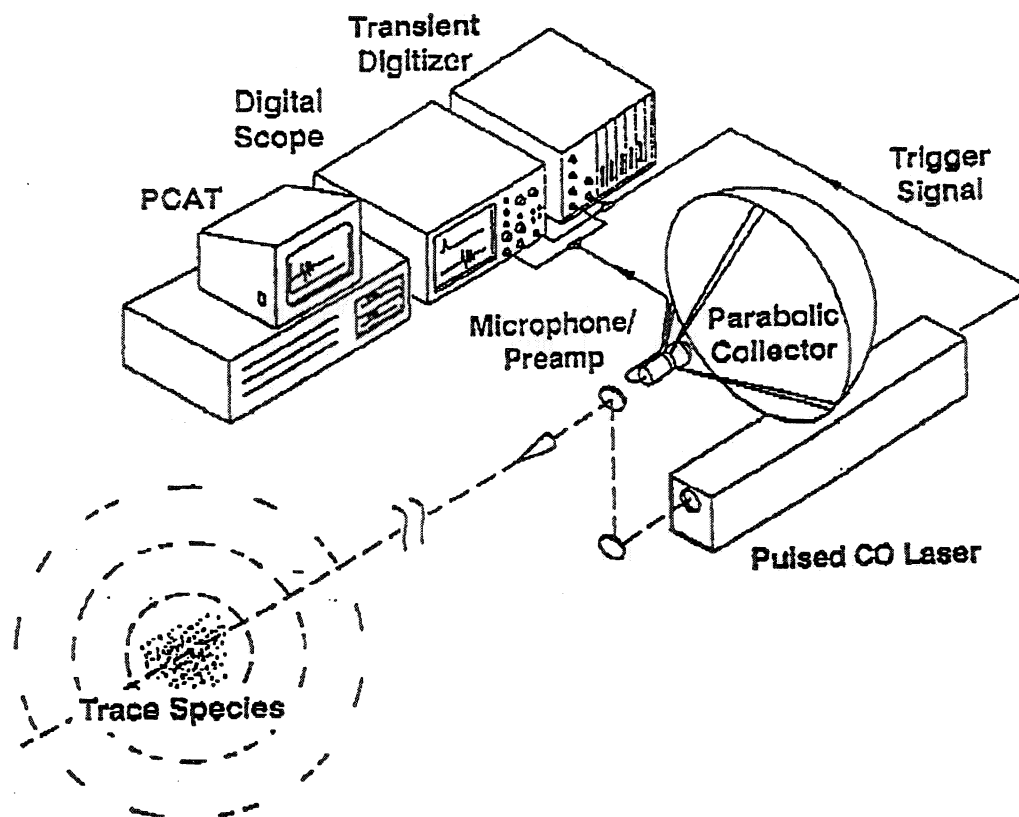 Transient
Digitizer
Digital
Scope
PCAT
Trigger
Signal
Microphone/
Preamp
Parabolic
Collector
Pulsed CO Laser
Trace Species